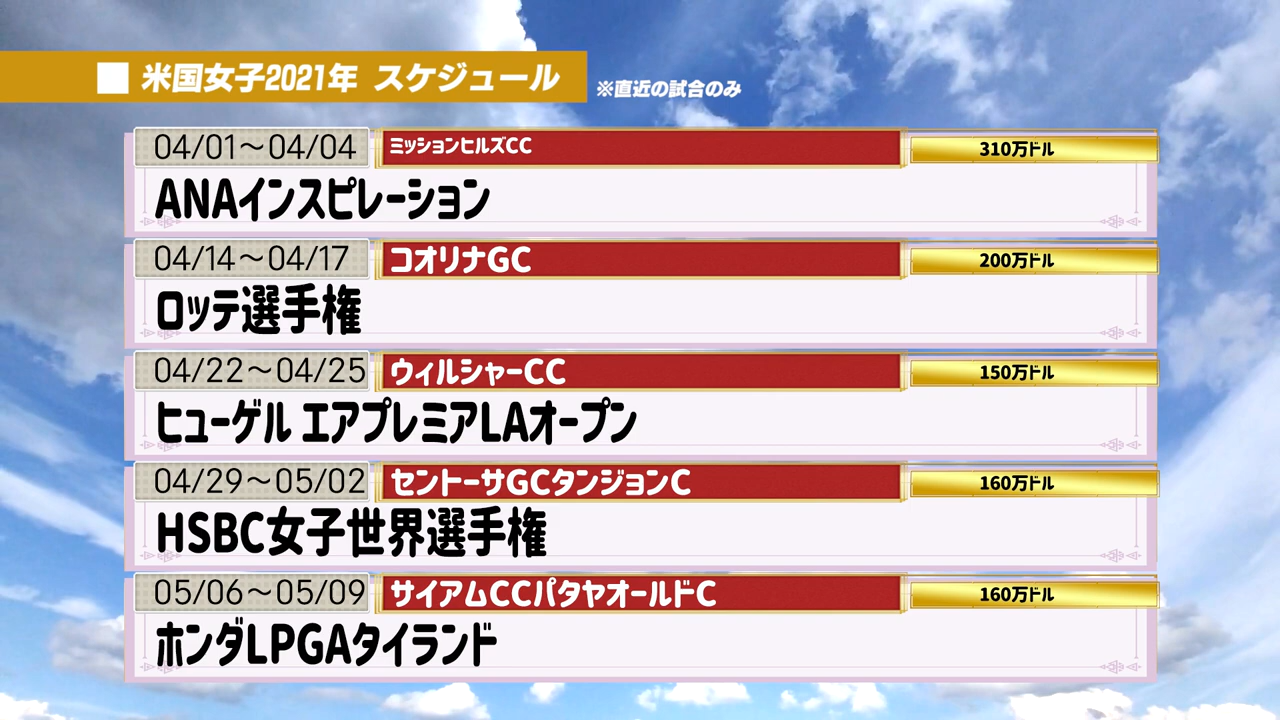 ■ 米国女子2021年 スケジュール ※直近の試合のみ
04/01〜04/04 ミッションヒルズCC 310万ドル
ANAインスピレーション
04/14〜04/17 コオリナGC 200万ドル
ロッテ選手権
04/22〜04/25 ウィルシャーCC 150万ドル
ヒューゲル エアプレミアLAオープン
04/29〜05/02 セントーサGCタンジョンC 160万ドル
HSBC女子世界選手権
05/06〜05/09 サイアムCCパタヤオールドC 160万ドル
ホンダLPGAタイランド